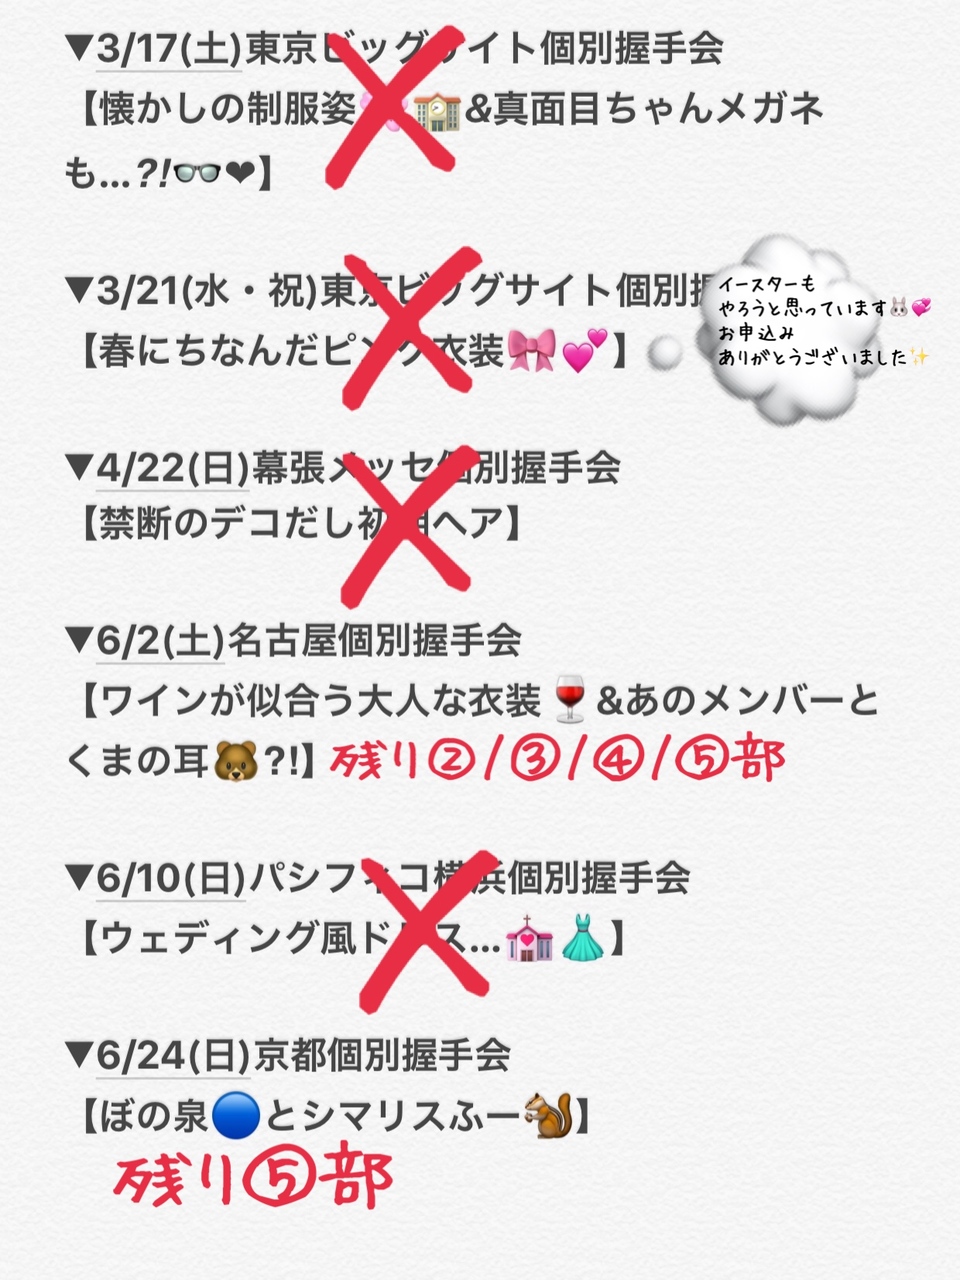 ▼3/17(土)東京ビッグサイト個別握手会
【懐かしの制服姿🌸🏫&真面目ちゃんメガネ
も...?!👓❤】
▼3/21(水・祝)東京ビッグサイト個別握
【春にちなんだピンク衣装🎀💕】
イースターも
やろうと思っています🐰💞
お申込み
ありがとうございました✨
▼4/22(日)幕張メッセ個別握手会
【禁断のデコだし初期ヘア】
▼6/2(土)名古屋個別握手会
【ワインが似合う大人な衣装🍷&あのメンバーと
くまの耳🐻?!】残り②/③/④/⑤部
▼6/10(日)パシフィコ横浜個別握手会
【ウェディング風ドレス...💒👗】
▼6/24(日)京都個別握手会
【ぼの泉🔵とシマリスふー🐿】
残り⑤部